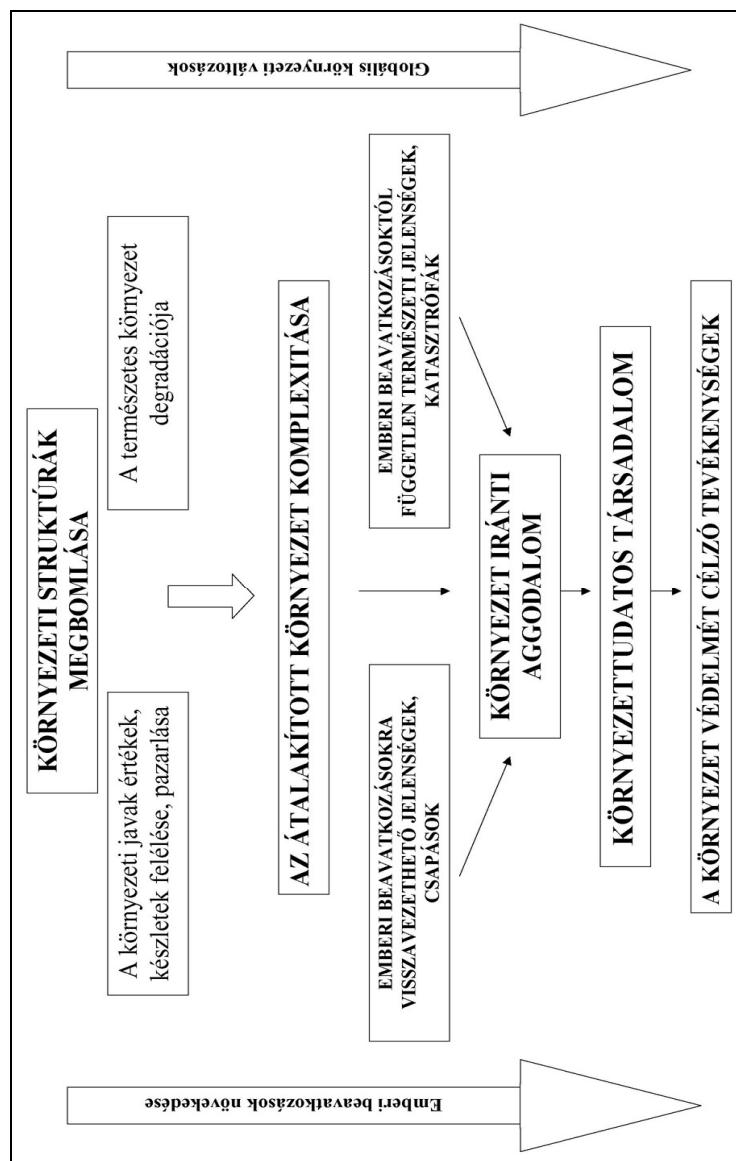 KÖRNYEZETI STRUKTÚRÁK
MEGBOMLÁSA
A környezeti javak értékek,
készletek felélése, pazarlása
A természetes környezet
degradációja
AZ ÁTALAKÍTOTT KÖRNYEZET KOMPLEXITÁSA
EMBERI BEAVATKOZÁSOKRA
VISSZAVEZETHETŐ JELENSÉGEK,
CSAPÁSOK
EMBERI BEAVATKOZÁSOKTÓL
FÜGGETLEN TERMÉSZETI JELENSÉGEK,
KATASZTRÓFÁK
KÖRNYEZET IRÁNTI
AGGODALOM
KÖRNYEZETTUDATOS TÁRSADALOM
A KÖRNYEZET VÉDELMÉT CÉLZÓ TEVÉKENYSÉGEK
Emberi beavatkozások növekedése
Globális környezeti változások